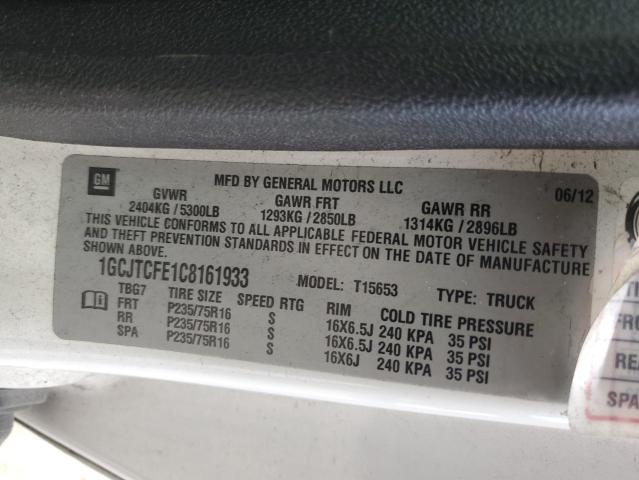 GM
MFD BY GENERAL MOTORS LLC
06/12
GVWR GAWR FRT GAWR RR
2404KG / 5300LB 1293KG / 2850LB 1314KG / 2896LB
THIS VEHICLE CONFORMS TO ALL APPLICABLE FEDERAL MOTOR VEHICLE SAFETY
AND THEFT PREVENTION STANDARDS IN EFFECT ON THE DATE OF MANUFACTURE
SHOWN ABOVE.
1GCJTCFE1C8161933 MODEL: T15653 TYPE: TRUCK
TBG7 TIRE SIZE SPEED RTG RIM COLD TIRE PRESSURE
FRT P235/75R16 S 16X6.5J 240 KPA 35 PSI
RR P235/75R16 S 16X6.5J 240 KPA 35 PSI
SPA P235/75R16 S 16X6J 240 KPA 35 PSI
SPA